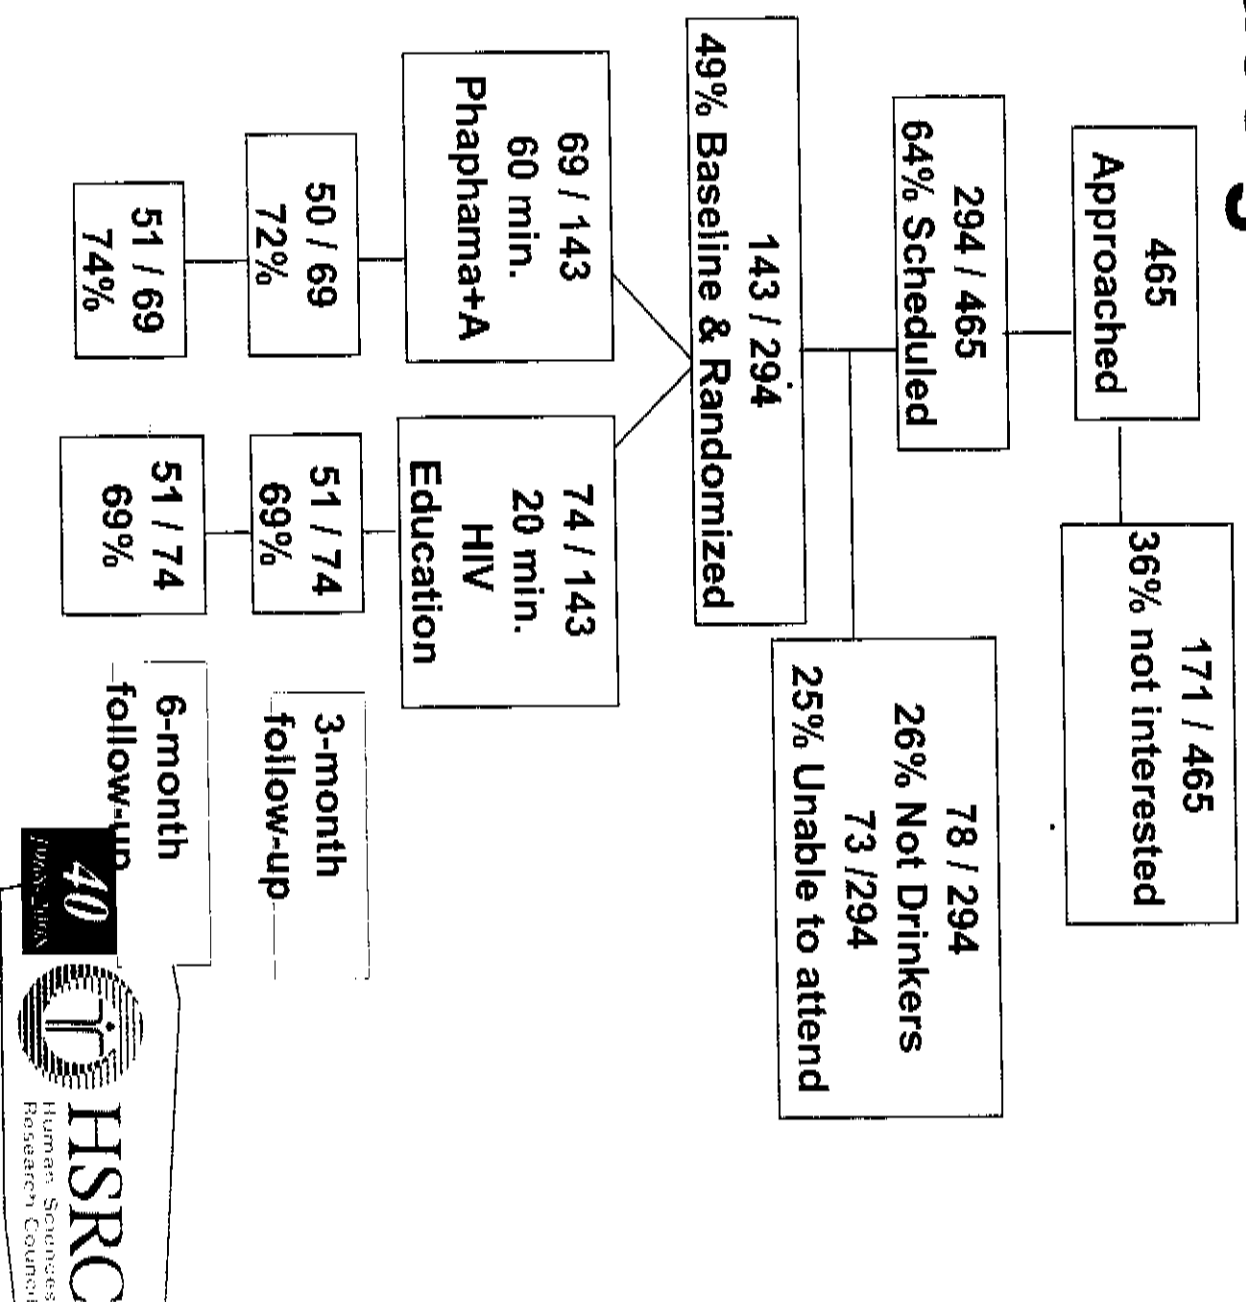 465
Approached
171 / 465
36% not interested
294 / 465
64% Scheduled
78 / 294
26% Not Drinkers
73 /294
25% Unable to attend
143 / 294
49% Baseline & Randomized
69 / 143
60 min.
Phaphama+A
74 / 143
20 min.
HIV
Education
50 / 69
72%
51 / 74
69%
3-month
follow-up
51 / 69
74%
51 / 74
69%
6-month
follow-up
40
HSRC
Human Sciences
Research Council